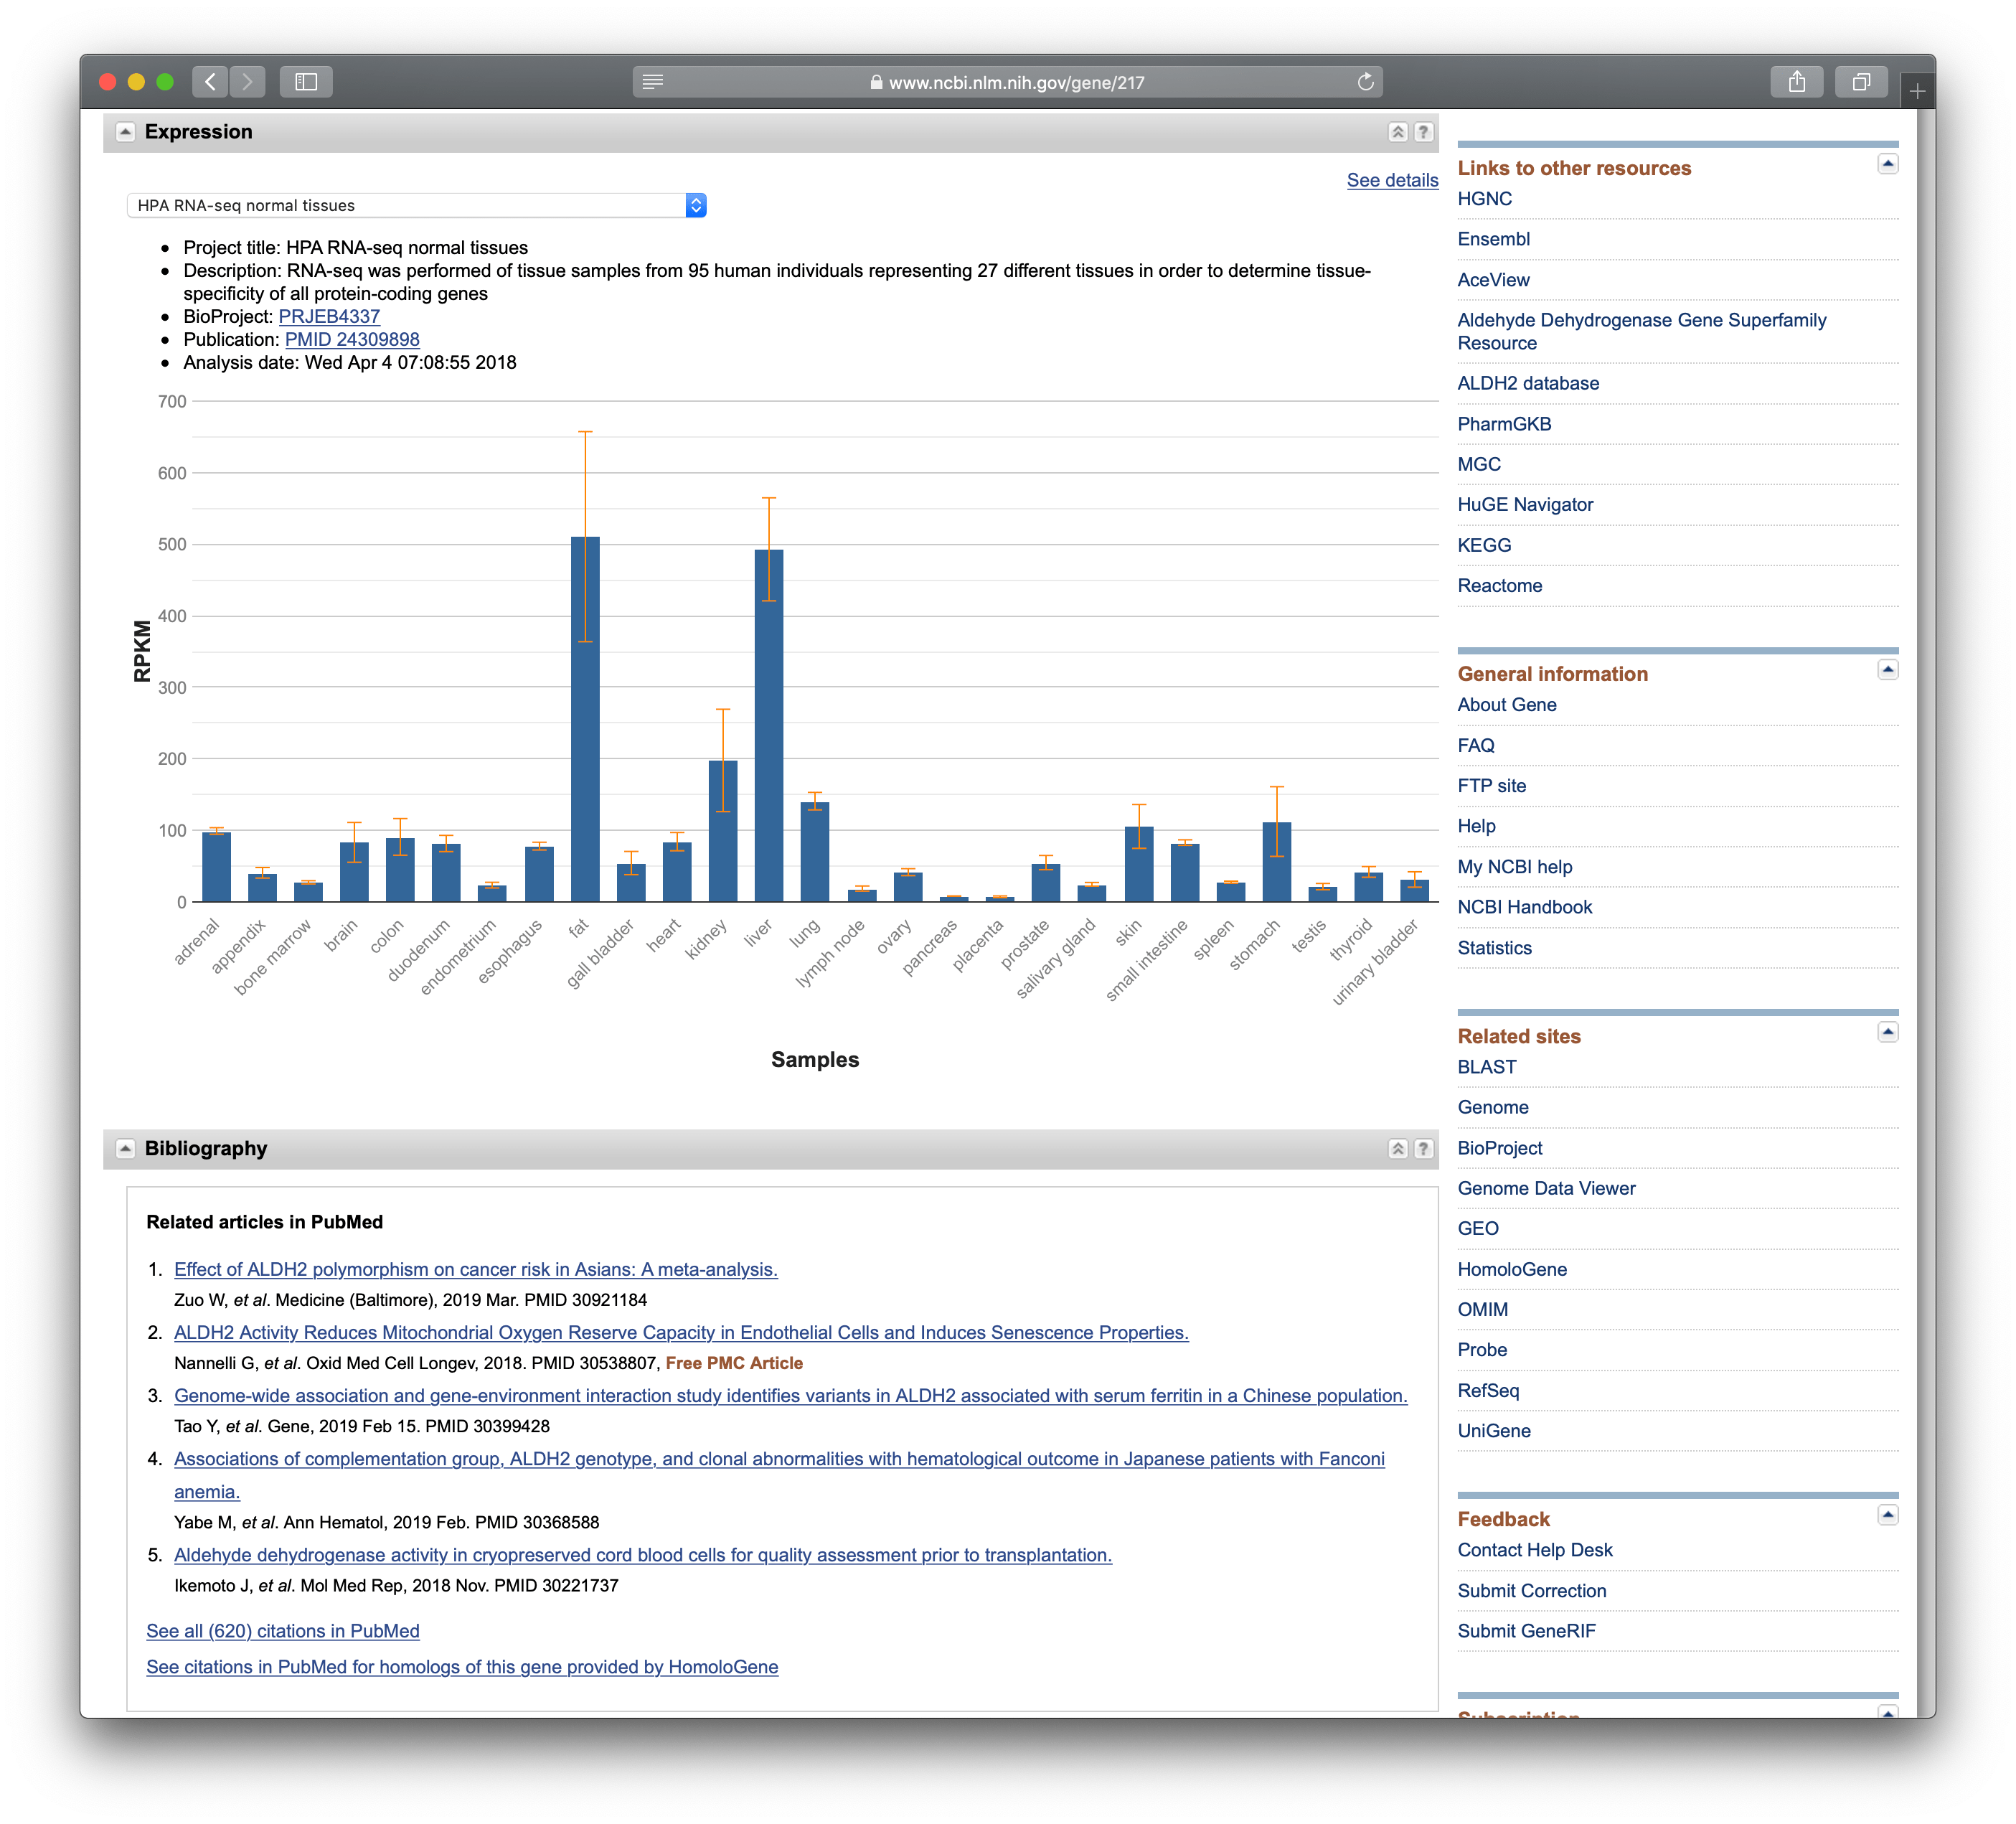 www.ncbi.nlm.nih.gov/gene/217
Expression
?
See details
HPA RNA-seq normal tissues
• Project title: HPA RNA-seq normal tissues
• Description: RNA-seq was performed of tissue samples from 95 human individuals representing 27 different tissues in order to determine tissue-
specificity of all protein-coding genes
• BioProject: PRJEB4337
• Publication: PMID 24309898
• Analysis date: Wed Apr 4 07:08:55 2018
700
600
500
400
300
200
100
0
RPKM
adrenal
appendix
bone marrow
brain
colon
duodenum
endometrium
esophagus
fat
gall bladder
heart
kidney
liver
lung
lymph node
ovary
pancreas
placenta
prostate
salivary gland
skin
small intestine
spleen
stomach
testis
thyroid
urinary bladder
Samples
Bibliography
?
Related articles in PubMed
1. Effect of ALDH2 polymorphism on cancer risk in Asians: A meta-analysis.
Zuo W, et al. Medicine (Baltimore), 2019 Mar. PMID 30921184
2. ALDH2 Activity Reduces Mitochondrial Oxygen Reserve Capacity in Endothelial Cells and Induces Senescence Properties.
Nannelli G, et al. Oxid Med Cell Longev, 2018. PMID 30538807, Free PMC Article
3. Genome-wide association and gene-environment interaction study identifies variants in ALDH2 associated with serum ferritin in a Chinese population.
Tao Y, et al. Gene, 2019 Feb 15. PMID 30399428
4. Associations of complementation group, ALDH2 genotype, and clonal abnormalities with hematological outcome in Japanese patients with Fanconi
anemia.
Yabe M, et al. Ann Hematol, 2019 Feb. PMID 30368588
5. Aldehyde dehydrogenase activity in cryopreserved cord blood cells for quality assessment prior to transplantation.
Ikemoto J, et al. Mol Med Rep, 2018 Nov. PMID 30221737
See all (620) citations in PubMed
See citations in PubMed for homologs of this gene provided by HomoloGene
Links to other resources
HGNC
Ensembl
AceView
Aldehyde Dehydrogenase Gene Superfamily
Resource
ALDH2 database
PharmGKB
MGC
HuGE Navigator
KEGG
Reactome
General information
About Gene
FAQ
FTP site
Help
My NCBI help
NCBI Handbook
Statistics
Related sites
BLAST
Genome
BioProject
Genome Data Viewer
GEO
HomoloGene
OMIM
Probe
RefSeq
UniGene
Feedback
Contact Help Desk
Submit Correction
Submit GeneRIF
Subscription